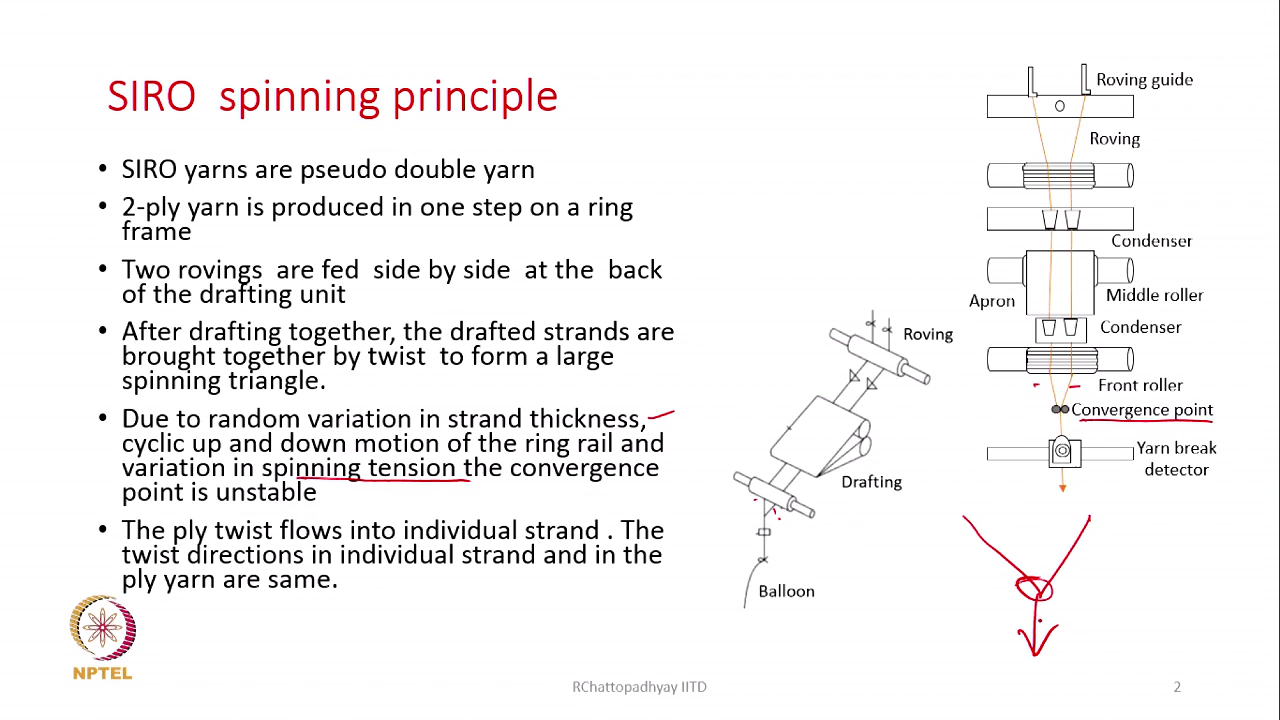 SIRO spinning principle
• SIRO yarns are pseudo double yarn
• 2-ply yarn is produced in one step on a ring
frame
• Two rovings are fed side by side at the back
of the drafting unit
• After drafting together, the drafted strands are
brought together by twist to form a large
spinning triangle.
• Due to random variation in strand thickness,
cyclic up and down motion of the ring rail and
variation in spinning tension the convergence
point is unstable
• The ply twist flows into individual strand . The
twist directions in individual strand and in the
ply yarn are same.
Roving
Drafting
Balloon
Roving guide
Roving
Condenser
Apron
Middle roller
Condenser
Front roller
Convergence point
Yarn break
detector
NPTEL
RChattopadhyay IITD
2